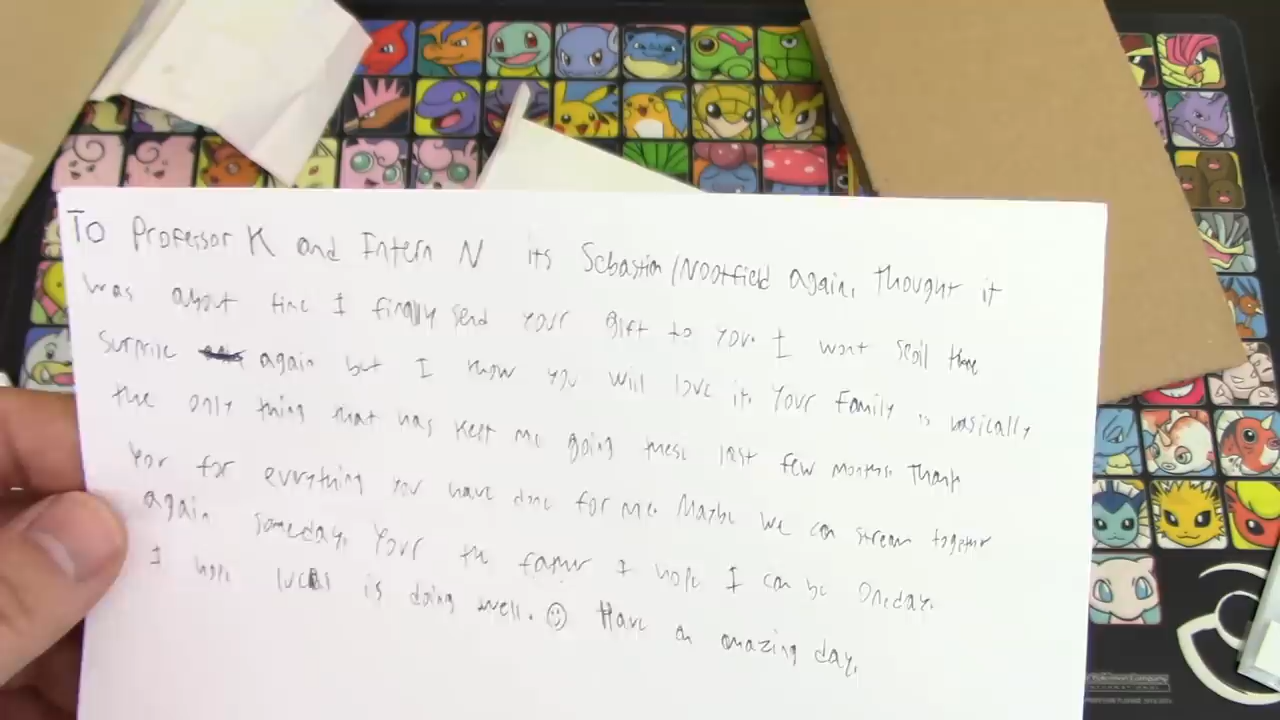 To Professor K and Intern N its Sebastian/Nootfield again. Thought it
was about time I finally send your gift to you. I wont spoil the
surprise again but I know you will love it. Your family is basically
the only thing that has kept me going these last few months. Thank
you for everything you have done for me. Maybe we can stream together
again someday. Your the father I hope I can be oneday.
I hope lucas is doing well. ☺ Have an amazing day.